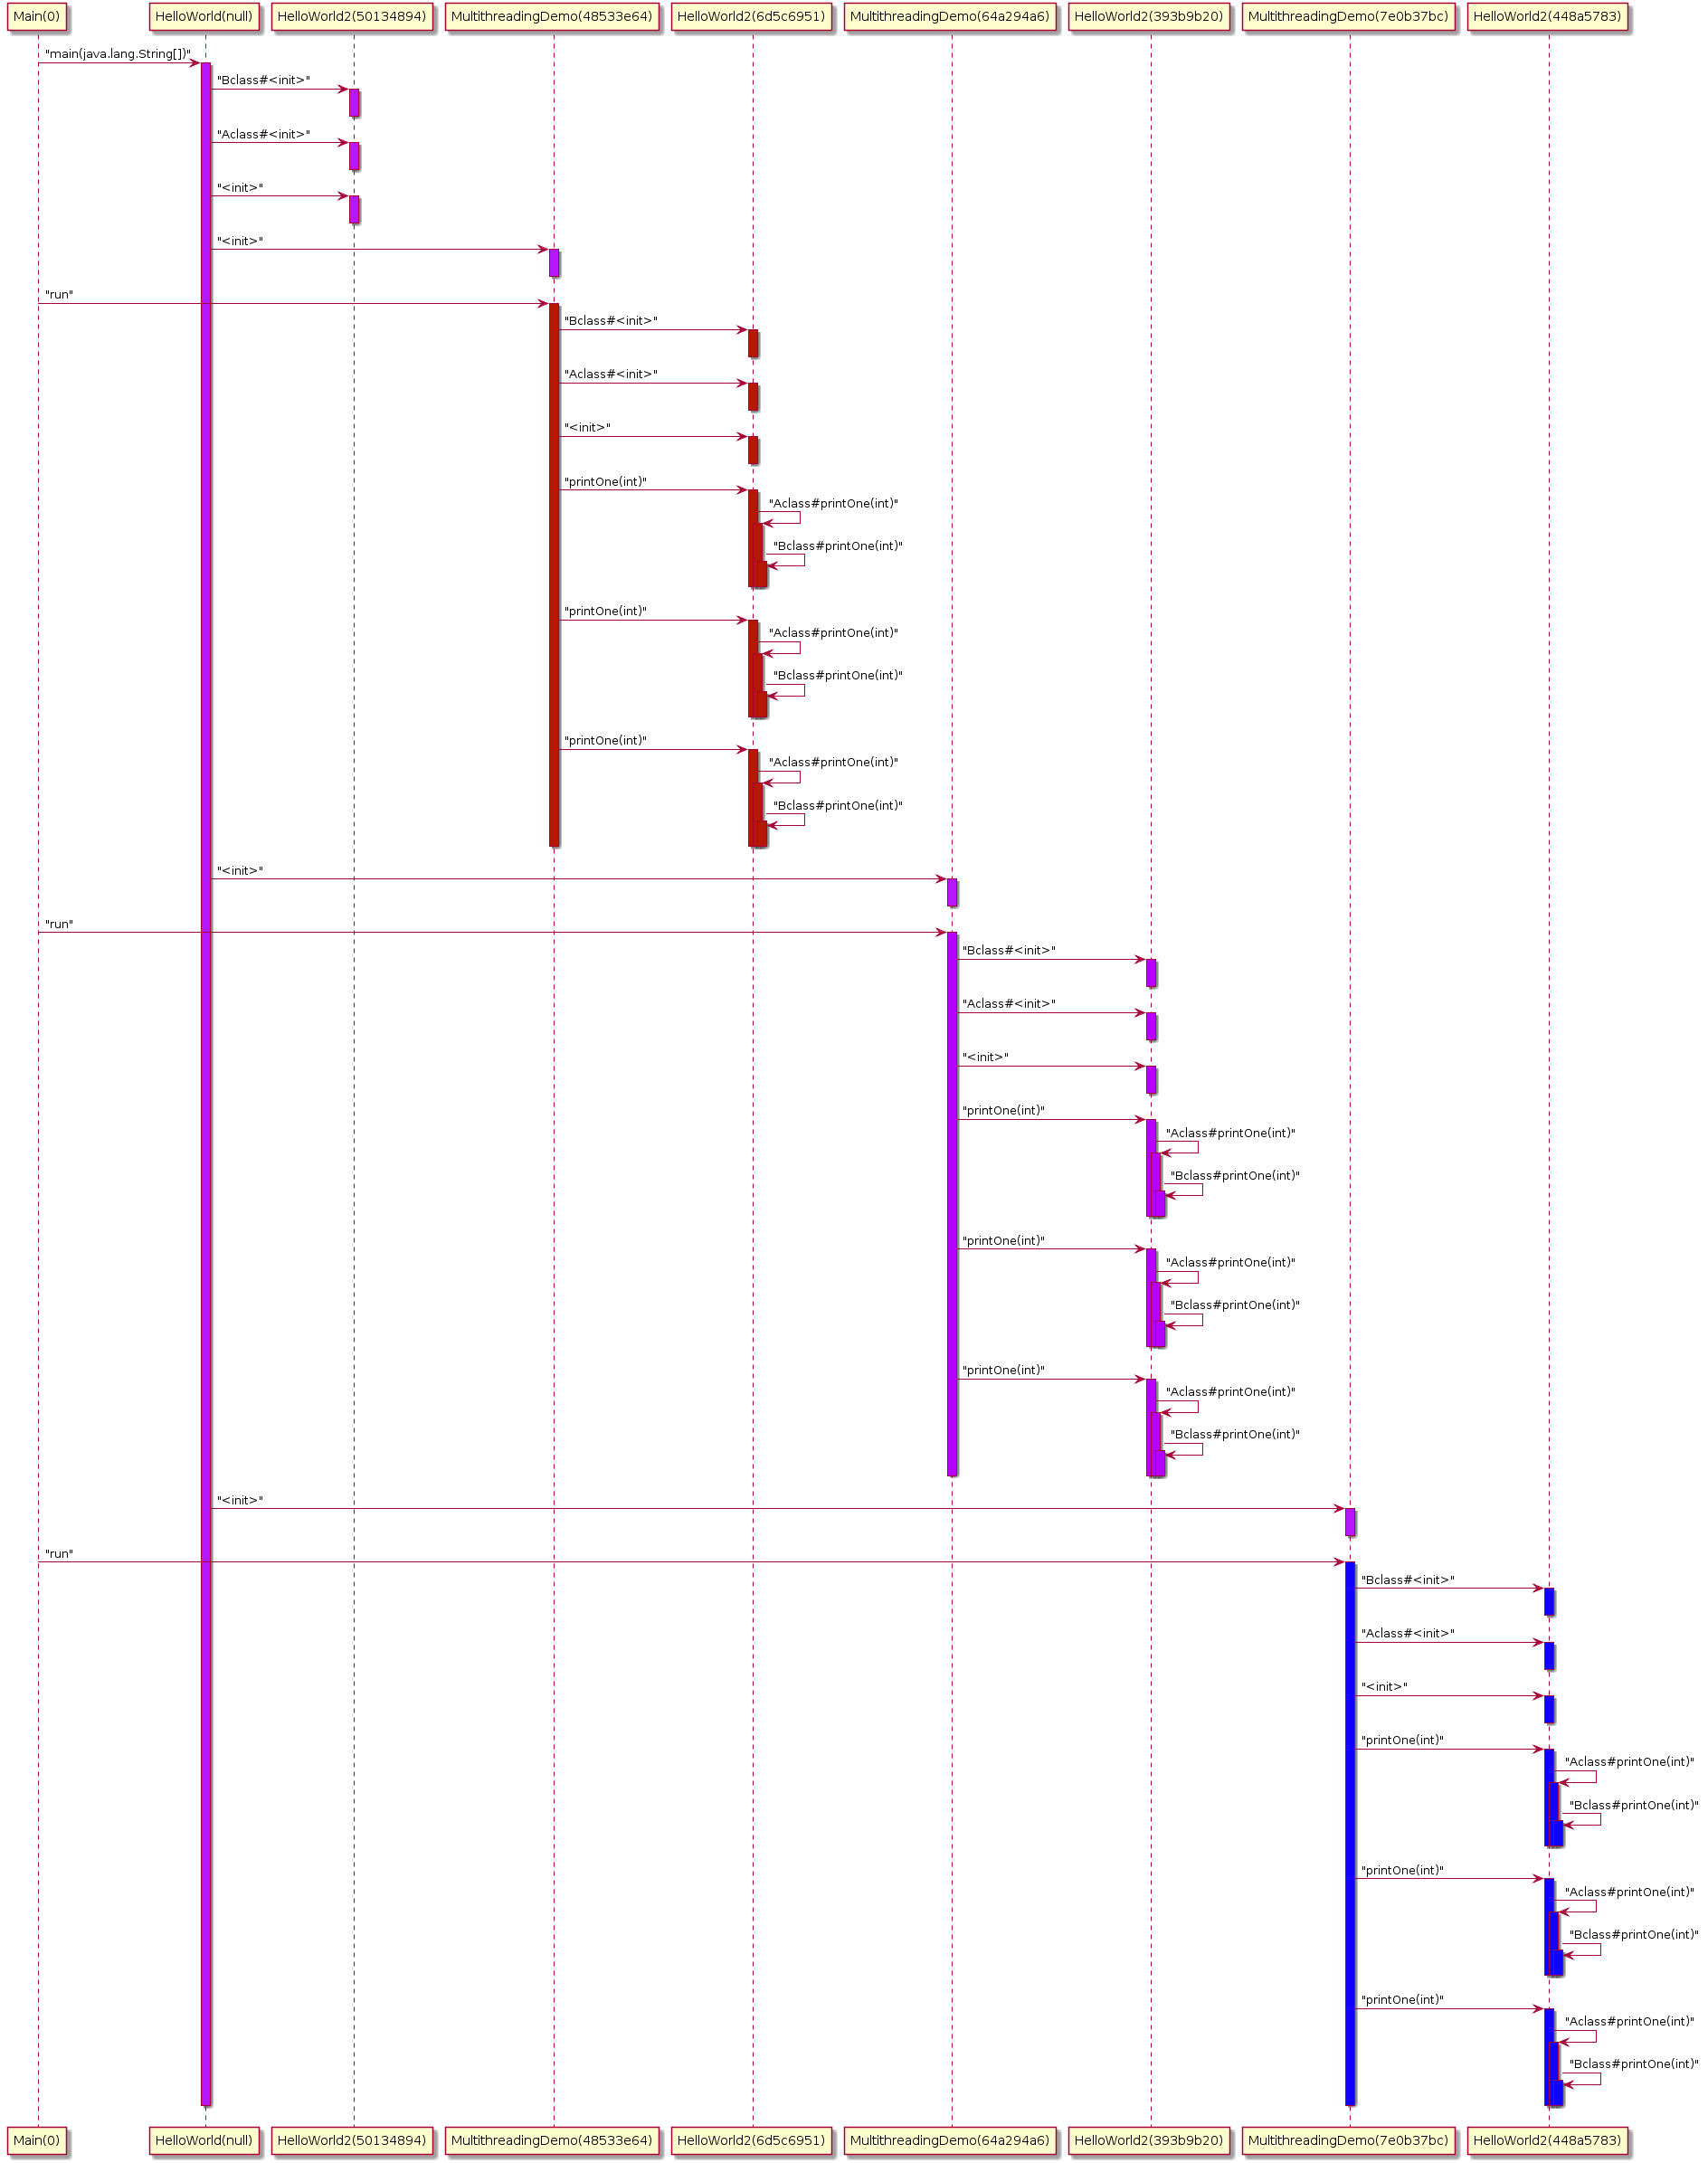 Main(0) HelloWorld(null) HelloWorld2(50134894) MultithreadingDemo(48533e64) HelloWorld2(6d5c6951) MultithreadingDemo(64a294a6) HelloWorld2(393b9b20) MultithreadingDemo(7e0b37bc) HelloWorld2(448a5783)
"main(java.lang.String[])"
"Bclass#<init>"
"Aclass#<init>"
"<init>"
"<init>"
"run"
"Bclass#<init>"
"Aclass#<init>"
"<init>"
"printOne(int)"
"Aclass#printOne(int)"
"Bclass#printOne(int)"
"printOne(int)"
"Aclass#printOne(int)"
"Bclass#printOne(int)"
"printOne(int)"
"Aclass#printOne(int)"
"Bclass#printOne(int)"
"<init>"
"run"
"Bclass#<init>"
"Aclass#<init>"
"<init>"
"printOne(int)"
"Aclass#printOne(int)"
"Bclass#printOne(int)"
"printOne(int)"
"Aclass#printOne(int)"
"Bclass#printOne(int)"
"printOne(int)"
"Aclass#printOne(int)"
"Bclass#printOne(int)"
"<init>"
"run"
"Bclass#<init>"
"Aclass#<init>"
"<init>"
"printOne(int)"
"Aclass#printOne(int)"
"Bclass#printOne(int)"
"printOne(int)"
"Aclass#printOne(int)"
"Bclass#printOne(int)"
"printOne(int)"
"Aclass#printOne(int)"
"Bclass#printOne(int)"
Main(0) HelloWorld(null) HelloWorld2(50134894) MultithreadingDemo(48533e64) HelloWorld2(6d5c6951) MultithreadingDemo(64a294a6) HelloWorld2(393b9b20) MultithreadingDemo(7e0b37bc) HelloWorld2(448a5783)